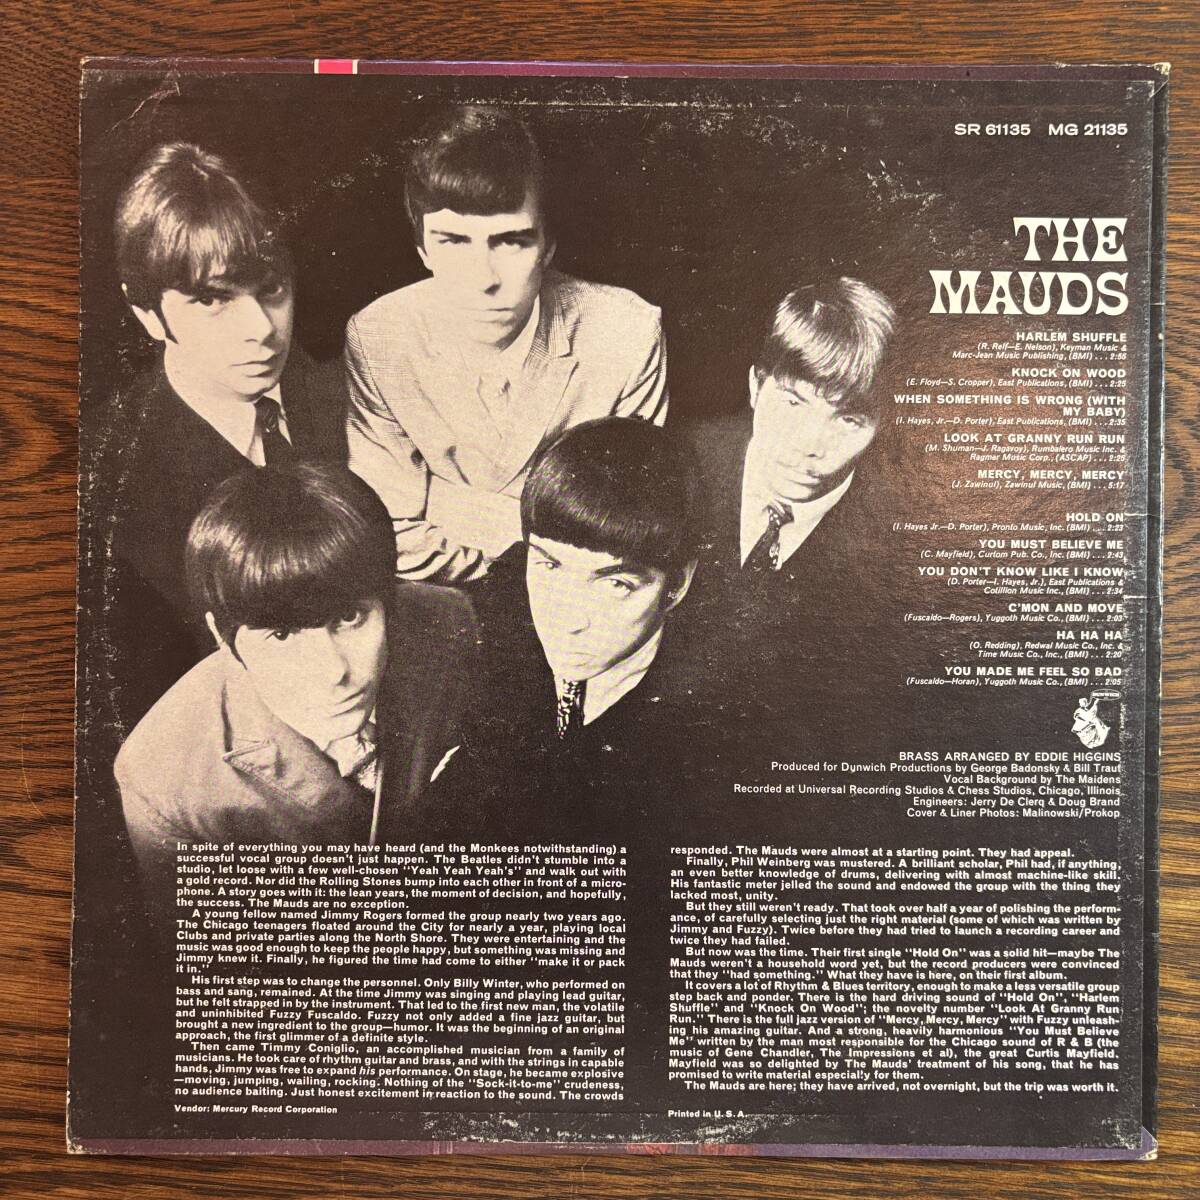 SR 61135 MG 21135
THE
MAUDS
HARLEM SHUFFLE
(R. Relf—E. Nelson), Keyman Music &
Marc-Jean Music Publishing, (BMI) . . . 2:56
KNOCK ON WOOD
(E. Floyd—S. Cropper), East Publications, (BMI) . . . 2:25
WHEN SOMETHING IS WRONG (WITH
MY BABY)
(I. Hayes, Jr.—D. Porter), East Publications, (BMI) . . . 2:35
LOOK AT GRANNY RUN RUN
(M. Shuman—J. Ragavoy), Rumbalero Music Inc. &
Ragmar Music Corp., (ASCAP) . . . 2:25
MERCY, MERCY, MERCY
(J. Zawinul), Zawinul Music, (BMI) . . . 5:17
HOLD ON
(I. Hayes Jr.—D. Porter), Pronto Music, Inc. (BMI) . . . 2:23
YOU MUST BELIEVE ME
(C. Mayfield), Curtom Pub. Co., Inc. (BMI) . . . 2:43
YOU DON'T KNOW LIKE I KNOW
(D. Porter—I. Hayes, Jr.), East Publications &
Cotillion Music Inc., (BMI) . . . 2:34
C'MON AND MOVE
(Fuscaldo—Rogers), Yuggoth Music Co., (BMI) . . . 2:03
HA HA HA
(O. Redding), Redwal Music Co., Inc. &
Time Music Co., Inc., (BMI) . . . 2:20
YOU MADE ME FEEL SO BAD
(Fuscaldo—Horan), Yuggoth Music Co., (BMI) . . . 2:05
DUNWICH
BRASS ARRANGED BY EDDIE HIGGINS
Produced for Dunwich Productions by George Badonsky & Bill Traut
Vocal Background by The Maidens
Recorded at Universal Recording Studios & Chess Studios, Chicago, Illinois
Engineers: Jerry De Clerq & Doug Brand
Cover & Liner Photos: Malinowski/Prokop
In spite of everything you may have heard (and the Monkees notwithstanding) a
successful vocal group doesn't just happen. The Beatles didn't stumble into a
studio, let loose with a few well-chosen "Yeah Yeah Yeah's" and walk out with
a gold record. Nor did the Rolling Stones bump into each other in front of a micro-
phone. A story goes with it: the lean years, the moment of decision, and hopefully,
the success. The Mauds are no exception.
A young fellow named Jimmy Rogers formed the group nearly two years ago.
The Chicago teenagers floated around the City for nearly a year, playing local
Clubs and private parties along the North Shore. They were entertaining and the
music was good enough to keep the people happy, but something was missing and
Jimmy knew it. Finally, he figured the time had come to either "make it or pack
it in."
His first step was to change the personnel. Only Billy Winter, who performed on
bass and sang, remained. At the time Jimmy was singing and playing lead guitar,
but he felt strapped in by the instrument. That led to the first new man, the volatile
and uninhibited Fuzzy Fuscaldo. Fuzzy not only added a fine jazz guitar, but
brought a new ingredient to the group—humor. It was the beginning of an original
approach, the first glimmer of a definite style.
Then came Timmy Coniglio, an accomplished musician from a family of
musicians. He took care of rhythm guitar and brass, and with the strings in capable
hands, Jimmy was free to expand his performance. On stage, he became explosive
—moving, jumping, wailing, rocking. Nothing of the "Sock-it-to-me" crudeness,
no audience baiting. Just honest excitement in reaction to the sound. The crowds
responded. The Mauds were almost at a starting point. They had appeal.
Finally, Phil Weinberg was mustered. A brilliant scholar, Phil had, if anything,
an even better knowledge of drums, delivering with almost machine-like skill.
His fantastic meter jelled the sound and endowed the group with the thing they
lacked most, unity.
But they still weren't ready. That took over half a year of polishing the perform-
ance, of carefully selecting just the right material (some of which was written by
Jimmy and Fuzzy). Twice before they had tried to launch a recording career and
twice they had failed.
But now was the time. Their first single "Hold On" was a solid hit—maybe The
Mauds weren't a household word yet, but the record producers were convinced
that they "had something." What they have is here, on their first album.
It covers a lot of Rhythm & Blues territory, enough to make a less versatile group
step back and ponder. There is the hard driving sound of "Hold On", "Harlem
Shuffle" and "Knock On Wood"; the novelty number "Look At Granny Run
Run." There is the full jazz version of "Mercy, Mercy, Mercy" with Fuzzy unleash-
ing his amazing guitar. And a strong, heavily harmonious "You Must Believe
Me" written by the man most responsible for the Chicago sound of R & B (the
music of Gene Chandler, The Impressions et al), the great Curtis Mayfield.
Mayfield was so delighted by The Mauds' treatment of his song, that he has
promised to write material especially for them.
The Mauds are here; they have arrived, not overnight, but the trip was worth it.
Vendor: Mercury Record Corporation
Printed in U. S. A.